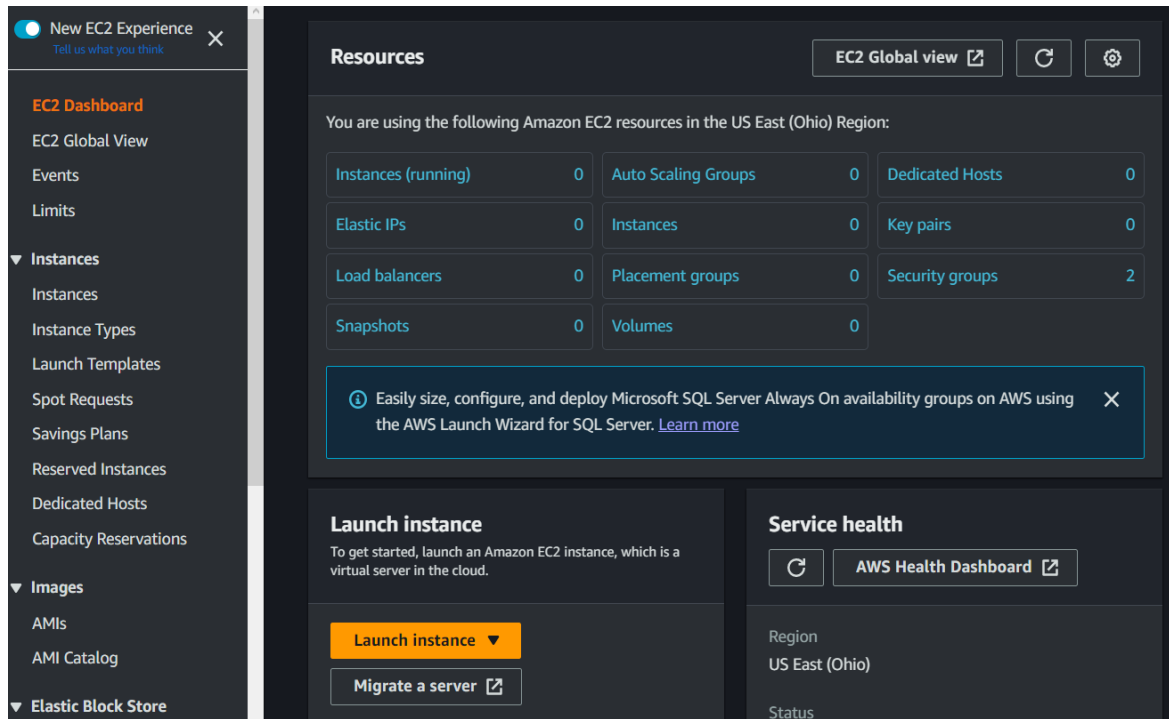 New EC2 Experience
Tell us what you think
EC2 Dashboard
EC2 Global View
Events
Limits
Instances
Instances
Instance Types
Launch Templates
Spot Requests
Savings Plans
Reserved Instances
Dedicated Hosts
Capacity Reservations
Images
AMIs
AMI Catalog
Elastic Block Store
Resources
EC2 Global view
You are using the following Amazon EC2 resources in the US East (Ohio) Region:
Instances (running) 0 Auto Scaling Groups 0 Dedicated Hosts 0
Elastic IPs 0 Instances 0 Key pairs 0
Load balancers 0 Placement groups 0 Security groups 2
Snapshots 0 Volumes 0
Easily size, configure, and deploy Microsoft SQL Server Always On availability groups on AWS using
the AWS Launch Wizard for SQL Server. Learn more
Launch instance
To get started, launch an Amazon EC2 instance, which is a
virtual server in the cloud.
Launch instance
Migrate a server
Service health
AWS Health Dashboard
Region
US East (Ohio)
Status